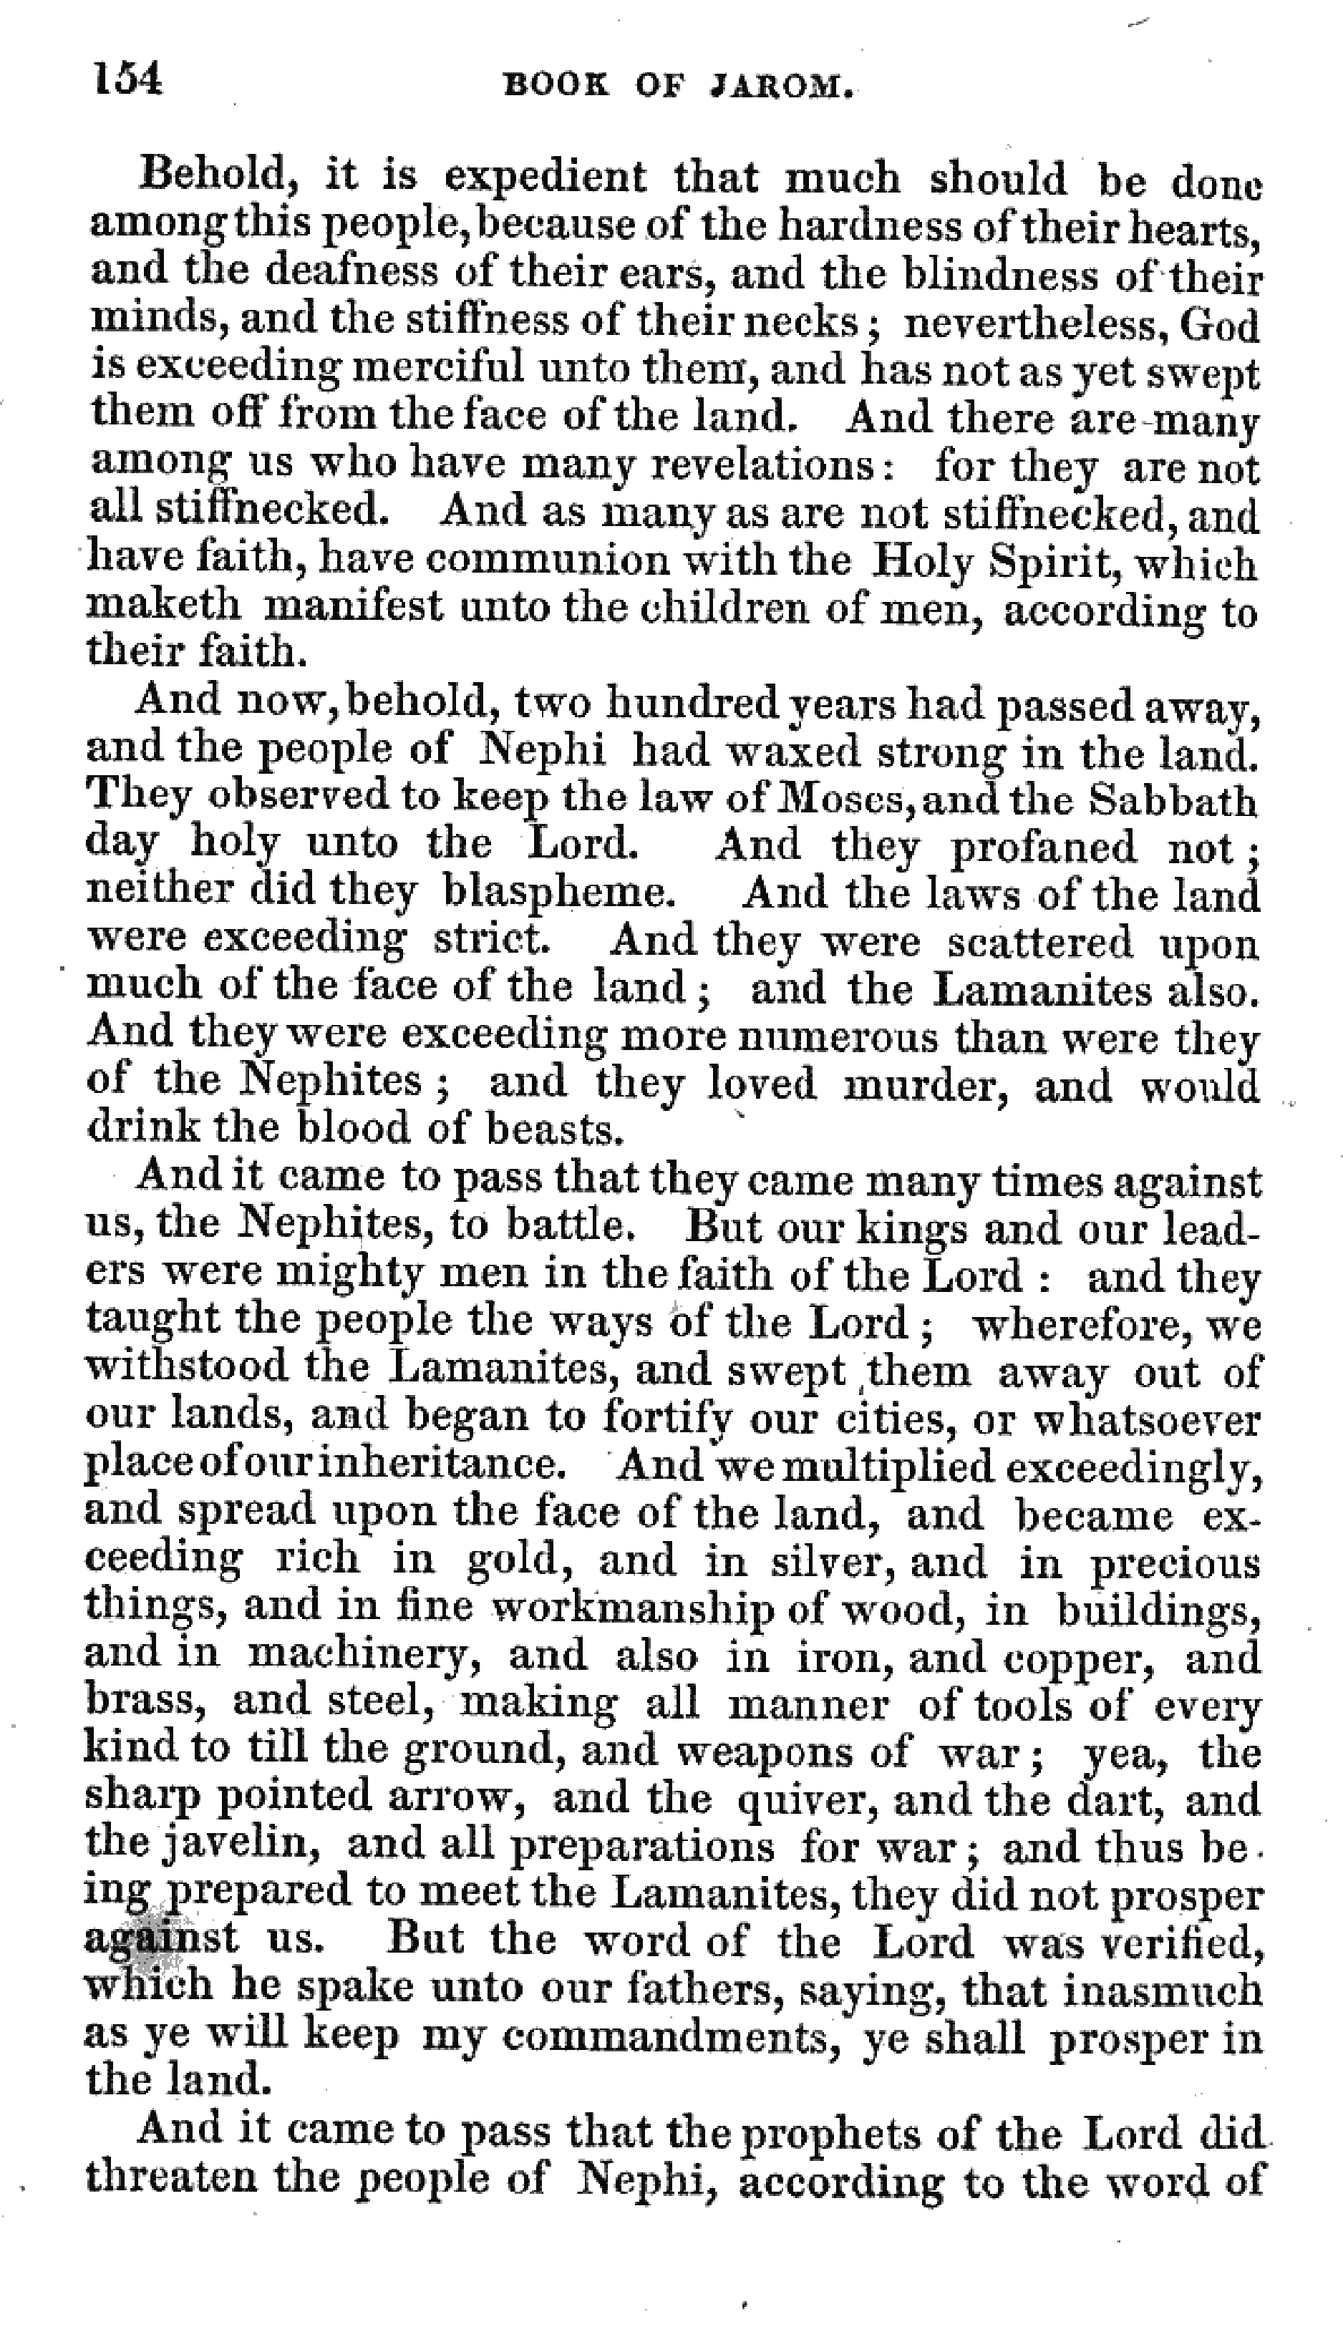 154 BOOK OF JAROM.
Behold, it is expedient that much should be done
among this people, because of the hardness of their hearts,
and the deafness of their ears, and the blindness of their
minds, and the stiffness of their necks; nevertheless, God
is exceeding merciful unto them, and has not as yet swept
them off from the face of the land. And there are many
among us who have many revelations: for they are not
all stiffnecked. And as many as are not stiffnecked, and
have faith, have communion with the Holy Spirit, which
maketh manifest unto the children of men, according to
their faith.
And now, behold, two hundred years had passed away,
and the people of Nephi had waxed strong in the land.
They observed to keep the law of Moses, and the Sabbath
day holy unto the Lord. And they profaned not;
neither did they blaspheme. And the laws of the land
were exceeding strict. And they were scattered upon
much of the face of the land; and the Lamanites also.
And they were exceeding more numerous than were they
of the Nephites; and they loved murder, and would
drink the blood of beasts.
And it came to pass that they came many times against
us, the Nephites, to battle. But our kings and our lead-
ers were mighty men in the faith of the Lord: and they
taught the people the ways of the Lord; wherefore, we
withstood the Lamanites, and swept them away out of
our lands, and began to fortify our cities, or whatsoever
place of our inheritance. And we multiplied exceedingly,
and spread upon the face of the land, and became ex-
ceeding rich in gold, and in silver, and in precious
things, and in fine workmanship of wood, in buildings,
and in machinery, and also in iron, and copper, and
brass, and steel, making all manner of tools of every
kind to till the ground, and weapons of war; yea, the
sharp pointed arrow, and the quiver, and the dart, and
the javelin, and all preparations for war; and thus be-
ing prepared to meet the Lamanites, they did not prosper
against us. But the word of the Lord was verified,
which he spake unto our fathers, saying, that inasmuch
as ye will keep my commandments, ye shall prosper in
the land.
And it came to pass that the prophets of the Lord did
threaten the people of Nephi, according to the word of